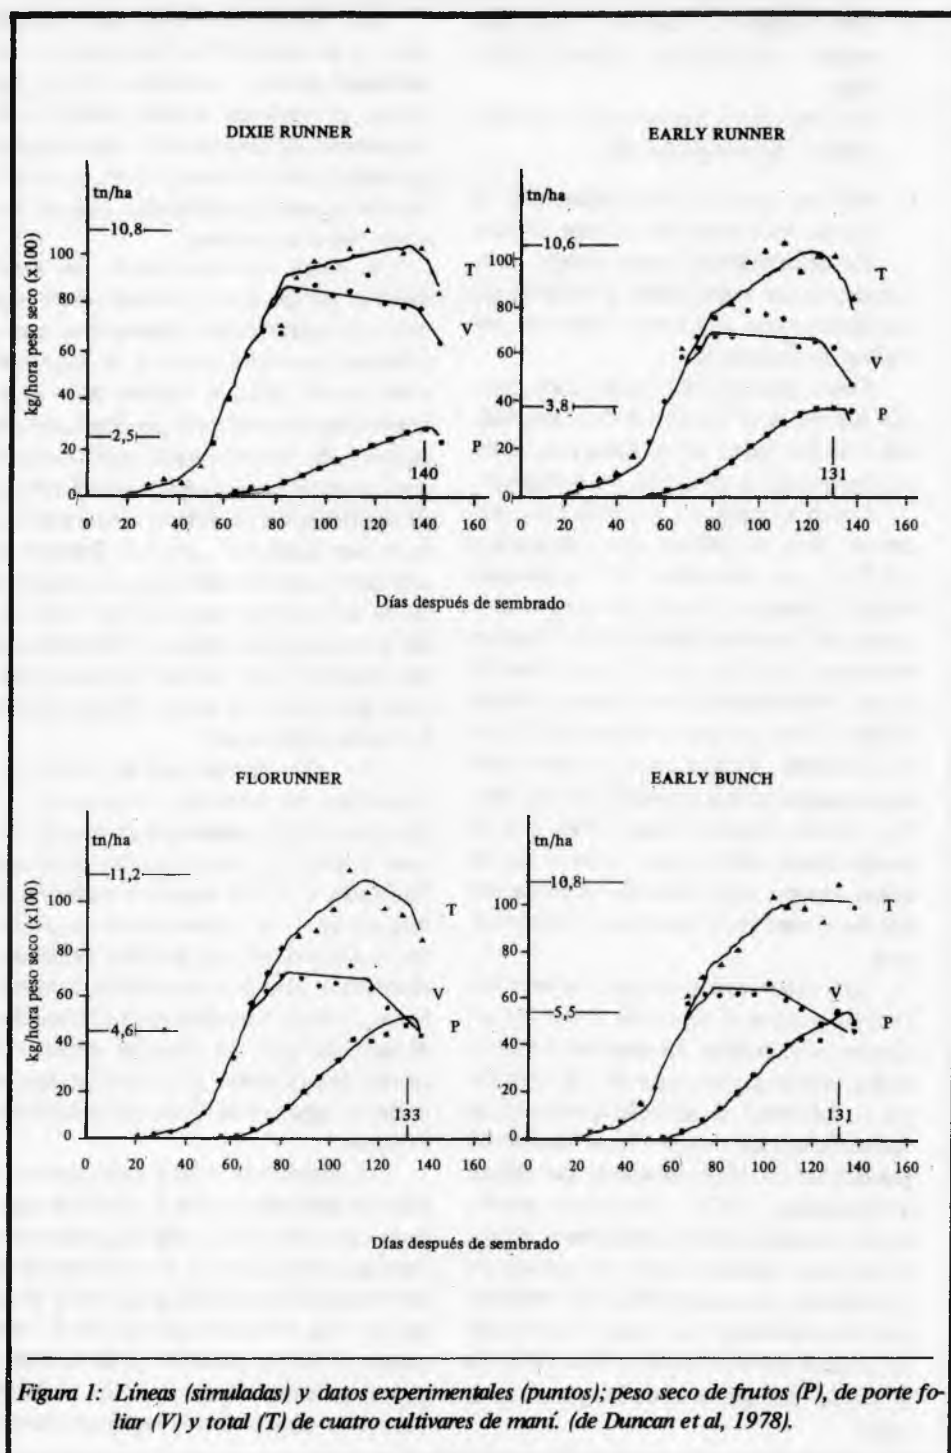 DIXIE RUNNER
tn/ha
10,8
100
80
60
40
2,5
20
0
T
V
P
140
0 20 40 60 80 100 120 140 160
kg/hora peso seco (x100)
EARLY RUNNER
tn/ha
10,6
100
80
60
40
3,8
20
0
T
V
P
131
0 20 40 60 80 100 120 140 160
Días después de sembrado
FLORUNNER
tn/ha
11,2
100
80
60
4,6
40
20
0
T
V
P
133
0 20 40 60 80 100 120 140 160
kg/hora peso seco (x100)
EARLY BUNCH
tn/ha
10,8
100
80
60
5,5
40
20
0
T
V
P
131
0 20 40 60 80 100 120 140 160
Días después de sembrado
Figura 1: Líneas (simuladas) y datos experimentales (puntos); peso seco de frutos (P), de porte fo-
liar (V) y total (T) de cuatro cultivares de maní. (de Duncan et al, 1978).